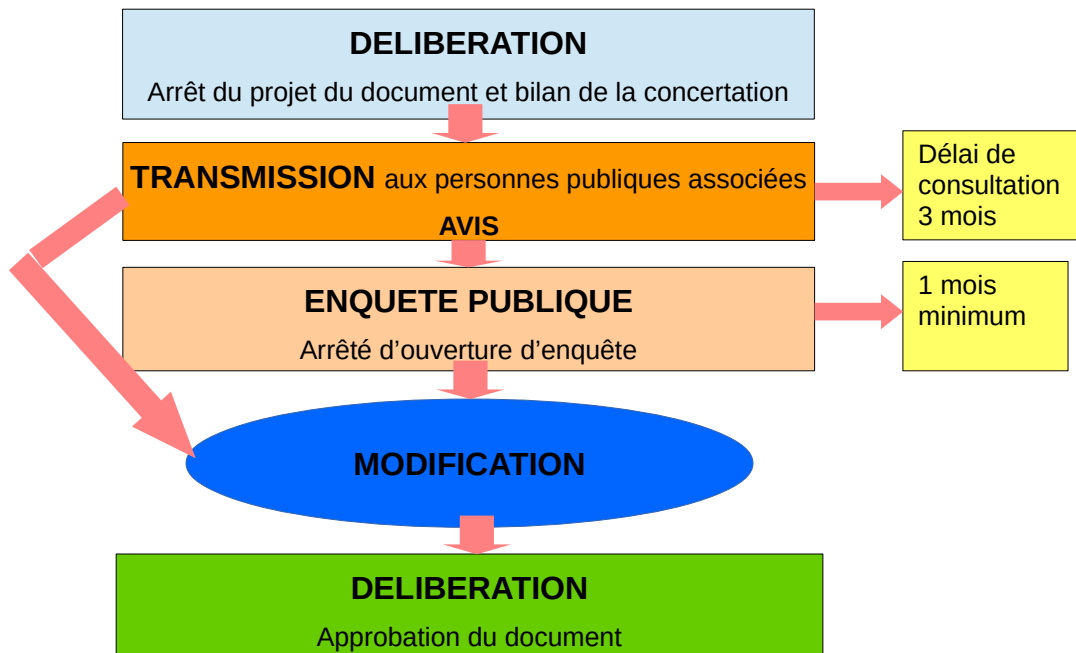 DELIBERATION
Arrêt du projet du document et bilan de la concertation
TRANSMISSION aux personnes publiques associées
AVIS
Délai de
consultation
3 mois
ENQUETE PUBLIQUE
Arrêté d'ouverture d'enquête
1 mois
minimum
MODIFICATION
DELIBERATION
Approbation du document